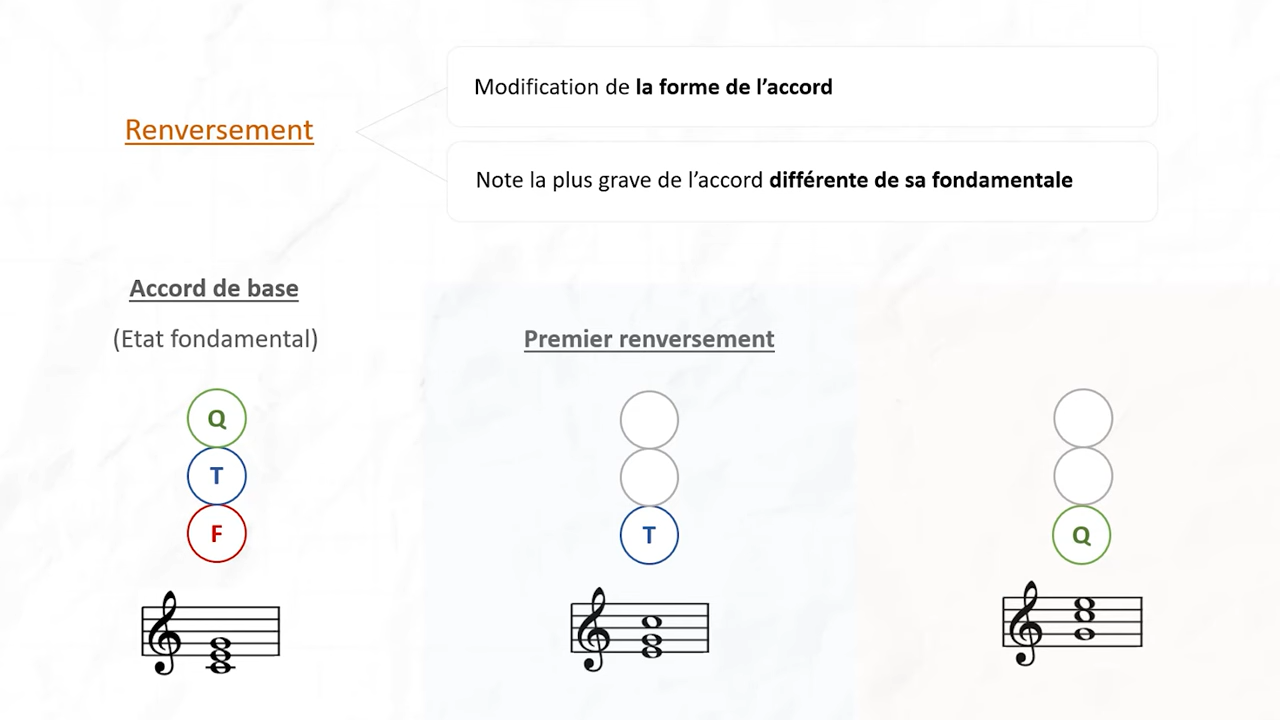 Renversement
Modification de la forme de l’accord
Note la plus grave de l’accord différente de sa fondamentale
Accord de base
(Etat fondamental)
Q
T
F
Premier renversement
T
Q